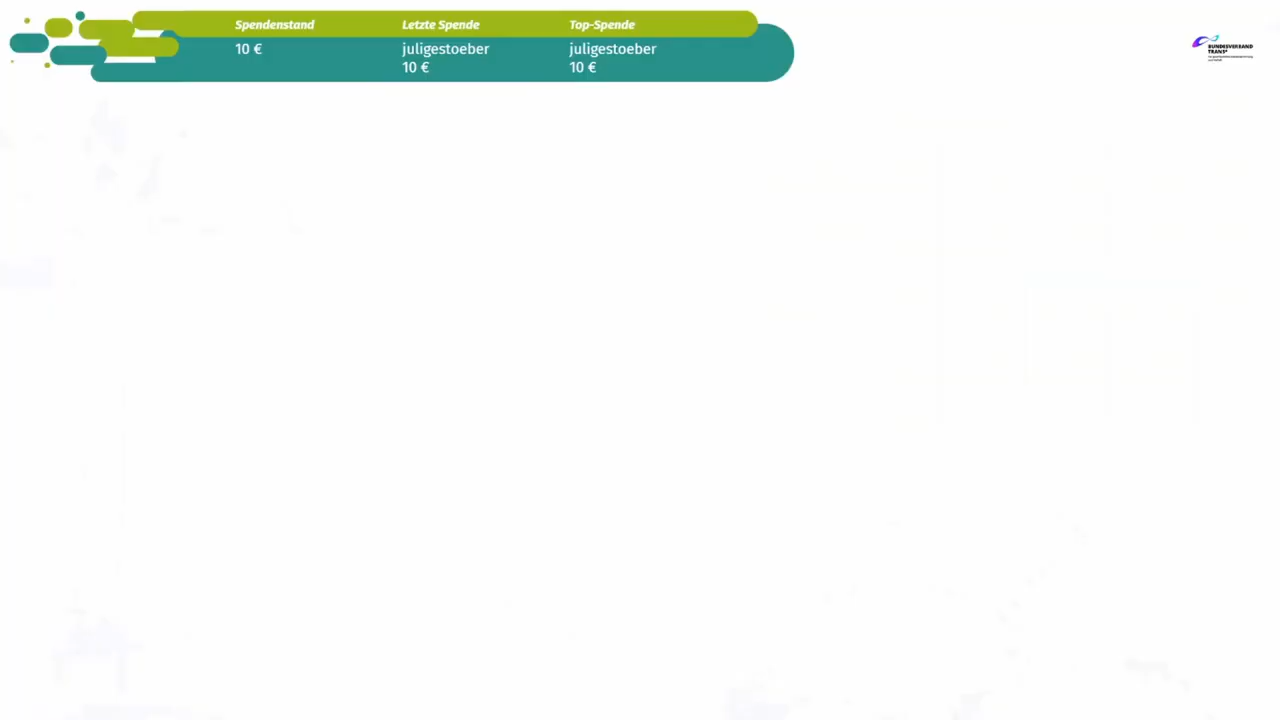 Spendenstand
Letzte Spende
Top-Spende
10 €
juligestoeber
juligestoeber
10 €
10 €
BUNDESVERBAND
TRANS*